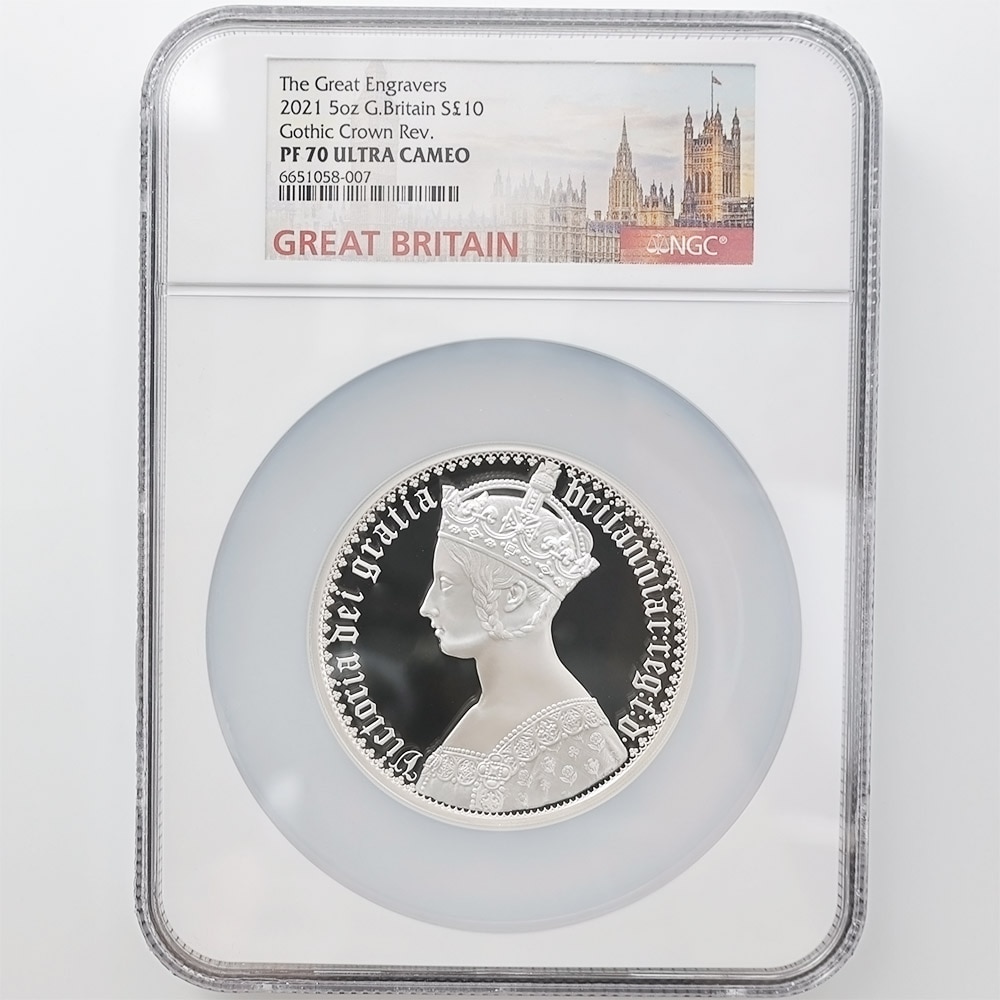 The Great Engravers
2021 5oz G.Britain S£10
Gothic Crown Rev.
PF 70 ULTRA CAMEO
6651058-007
GREAT BRITAIN
NGC®
Victoria dei gratia britanniar: reg: f: d.